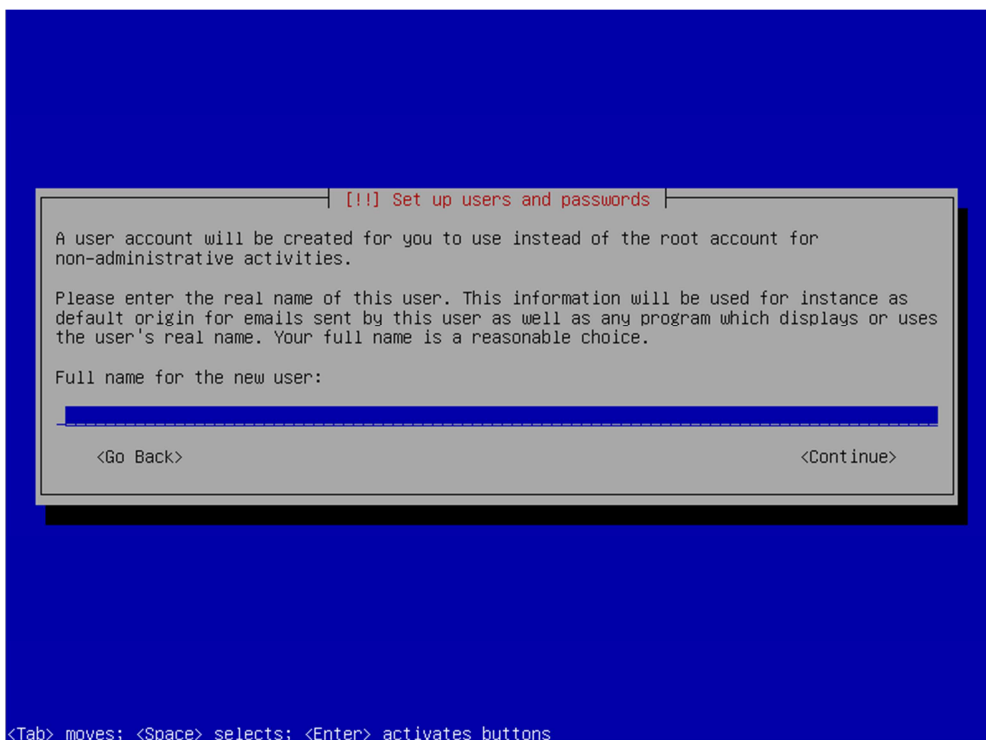 [!!] Set up users and passwords
A user account will be created for you to use instead of the root account for
non-administrative activities.
Please enter the real name of this user. This information will be used for instance as
default origin for emails sent by this user as well as any program which displays or uses
the user's real name. Your full name is a reasonable choice.
Full name for the new user:
<Go Back> <Continue>
<Tab> moves; <Space> selects; <Enter> activates buttons